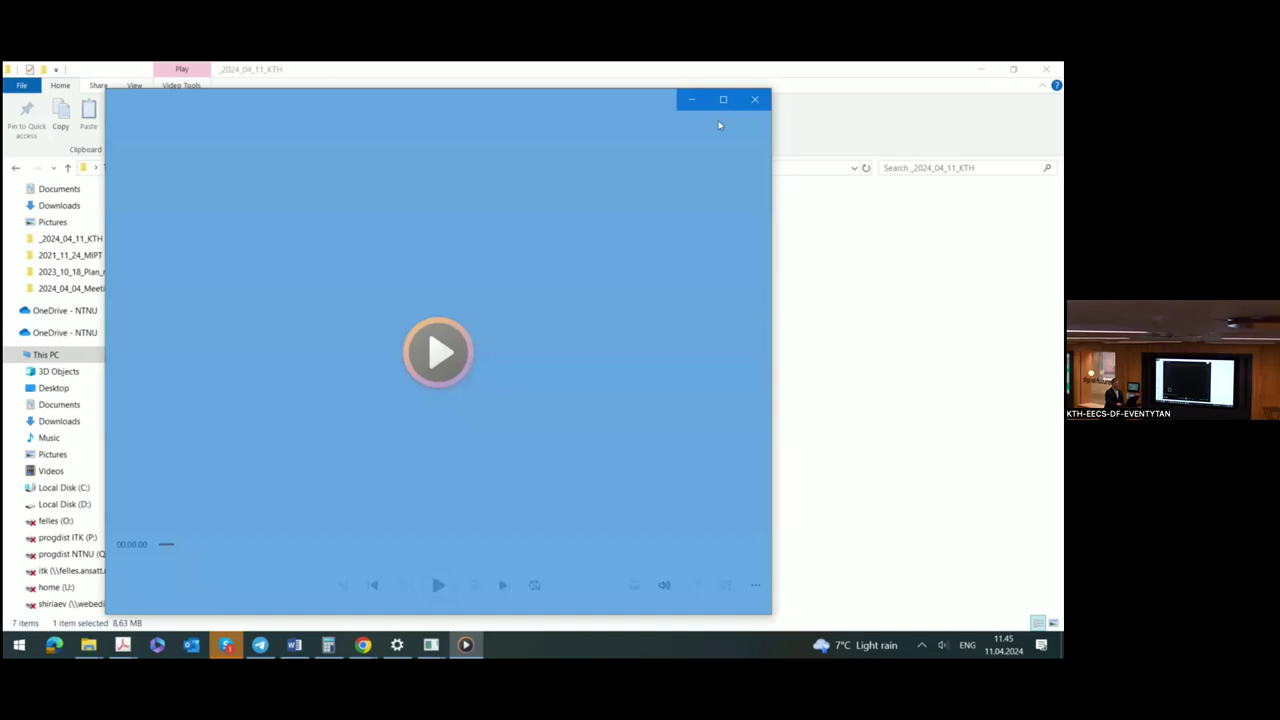 Play
_2024_04_11_KTH
File
Home
Share
View
Video Tools
Pin to Quick
access
Copy
Paste
Clipboard
Search _2024_04_11_KTH
Documents
Downloads
Pictures
_2024_04_11_KTH
2021_11_24_MIPT
2023_10_18_Plan_r
2024_04_04_Meeti
OneDrive - NTNU
OneDrive - NTNU
This PC
3D Objects
Desktop
Documents
Downloads
Music
Pictures
Videos
Local Disk (C:)
Local Disk (D:)
felles (O:)
progdist ITK (P:)
progdist NTNU (Q
itk (\\felles.ansatt.
home (U:)
shiriaev (\\webedi
00:00.00
7 items
1 item selected 8,63 MB
7°C Light rain
ENG
11.45
11.04.2024
KTH-EECS-DF-EVENTYTAN